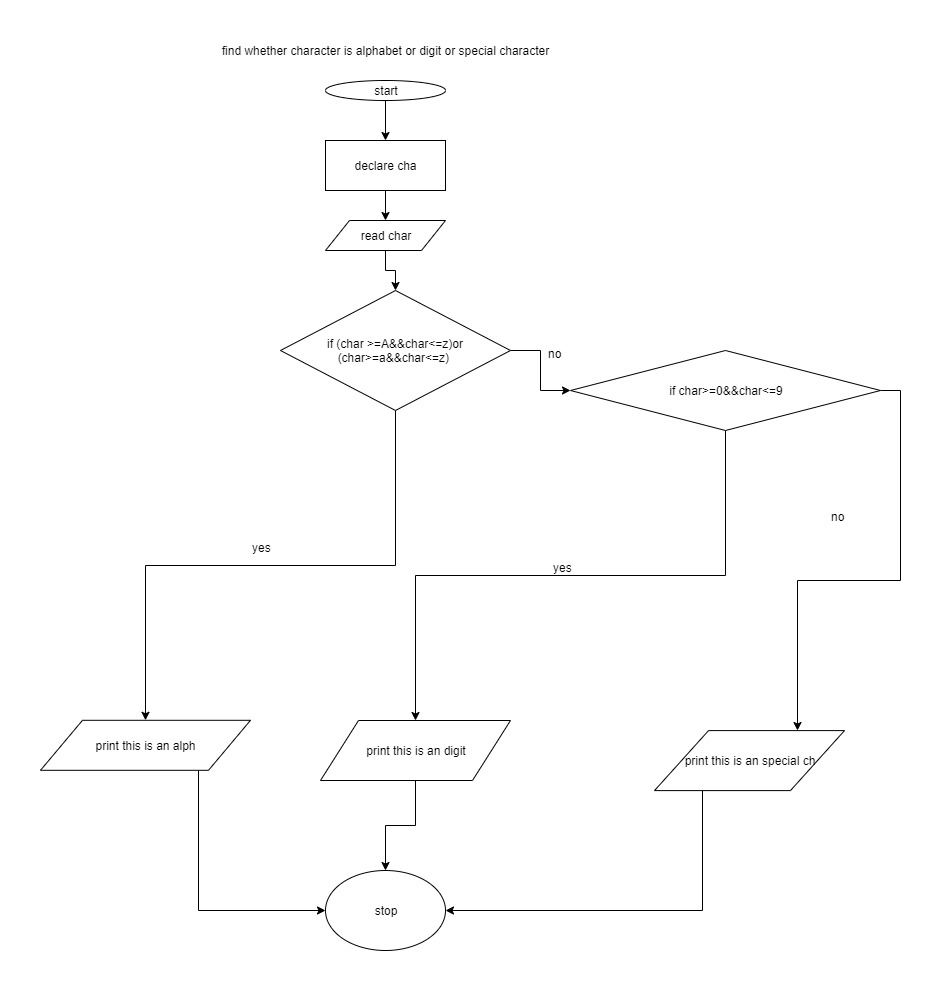 find whether character is alphabet or digit or special character
start
declare cha
read char
if (char >=A&&char<=z)or
(char>=a&&char<=z)
no
if char>=0&&char<=9
no
yes
yes
print this is an alph
print this is an digit
print this is an special ch
stop